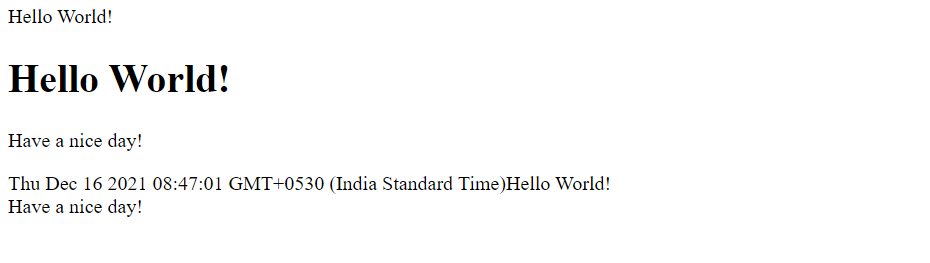 Hello World!
Hello World!
Have a nice day!
Thu Dec 16 2021 08:47:01 GMT+0530 (India Standard Time)Hello World!
Have a nice day!